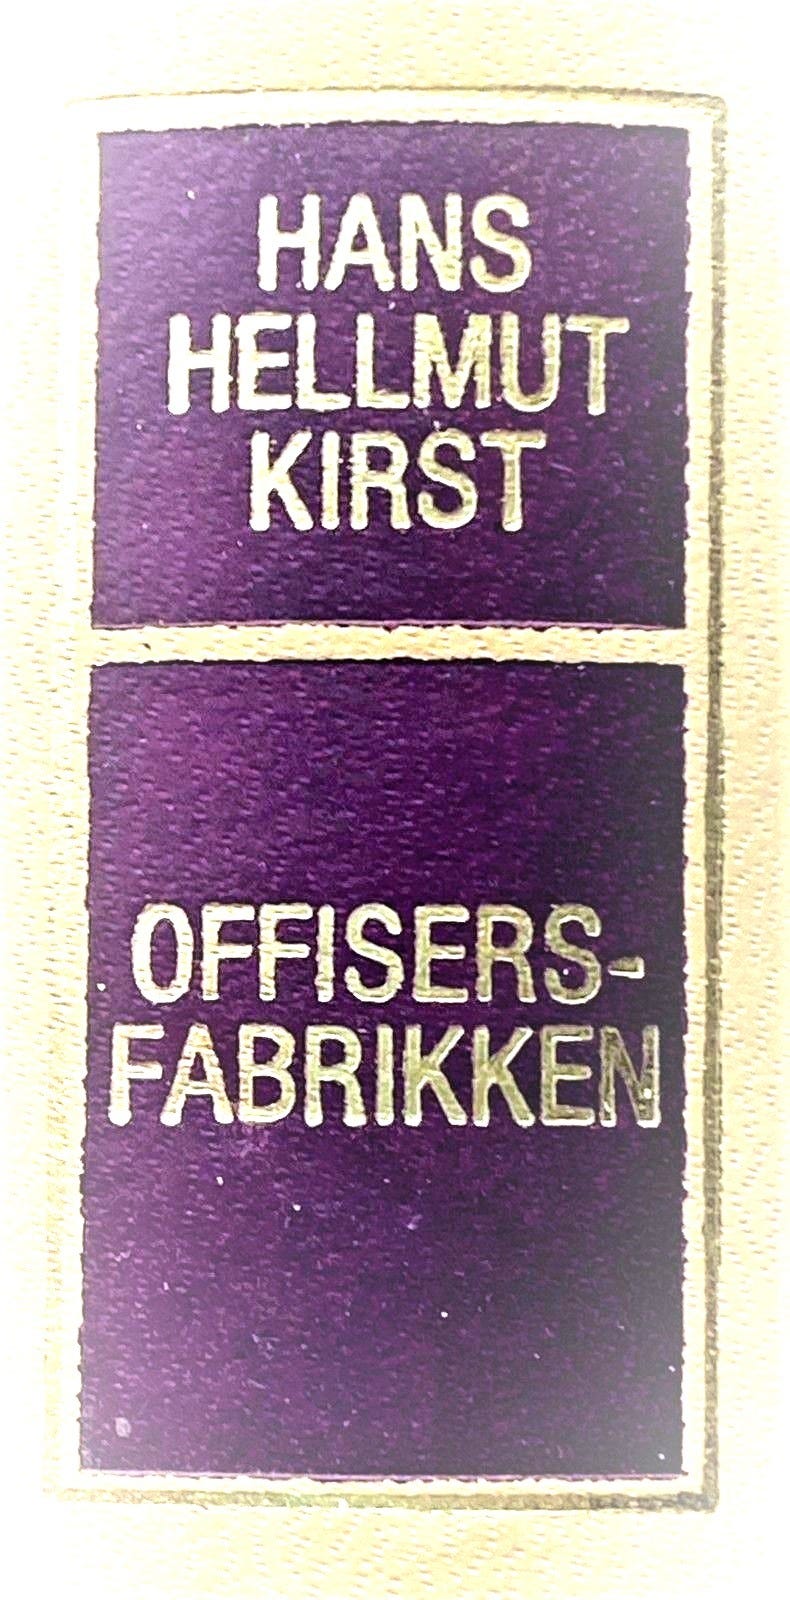 HANS
HELLMUT
KIRST
OFFISERS-
FABRIKKEN